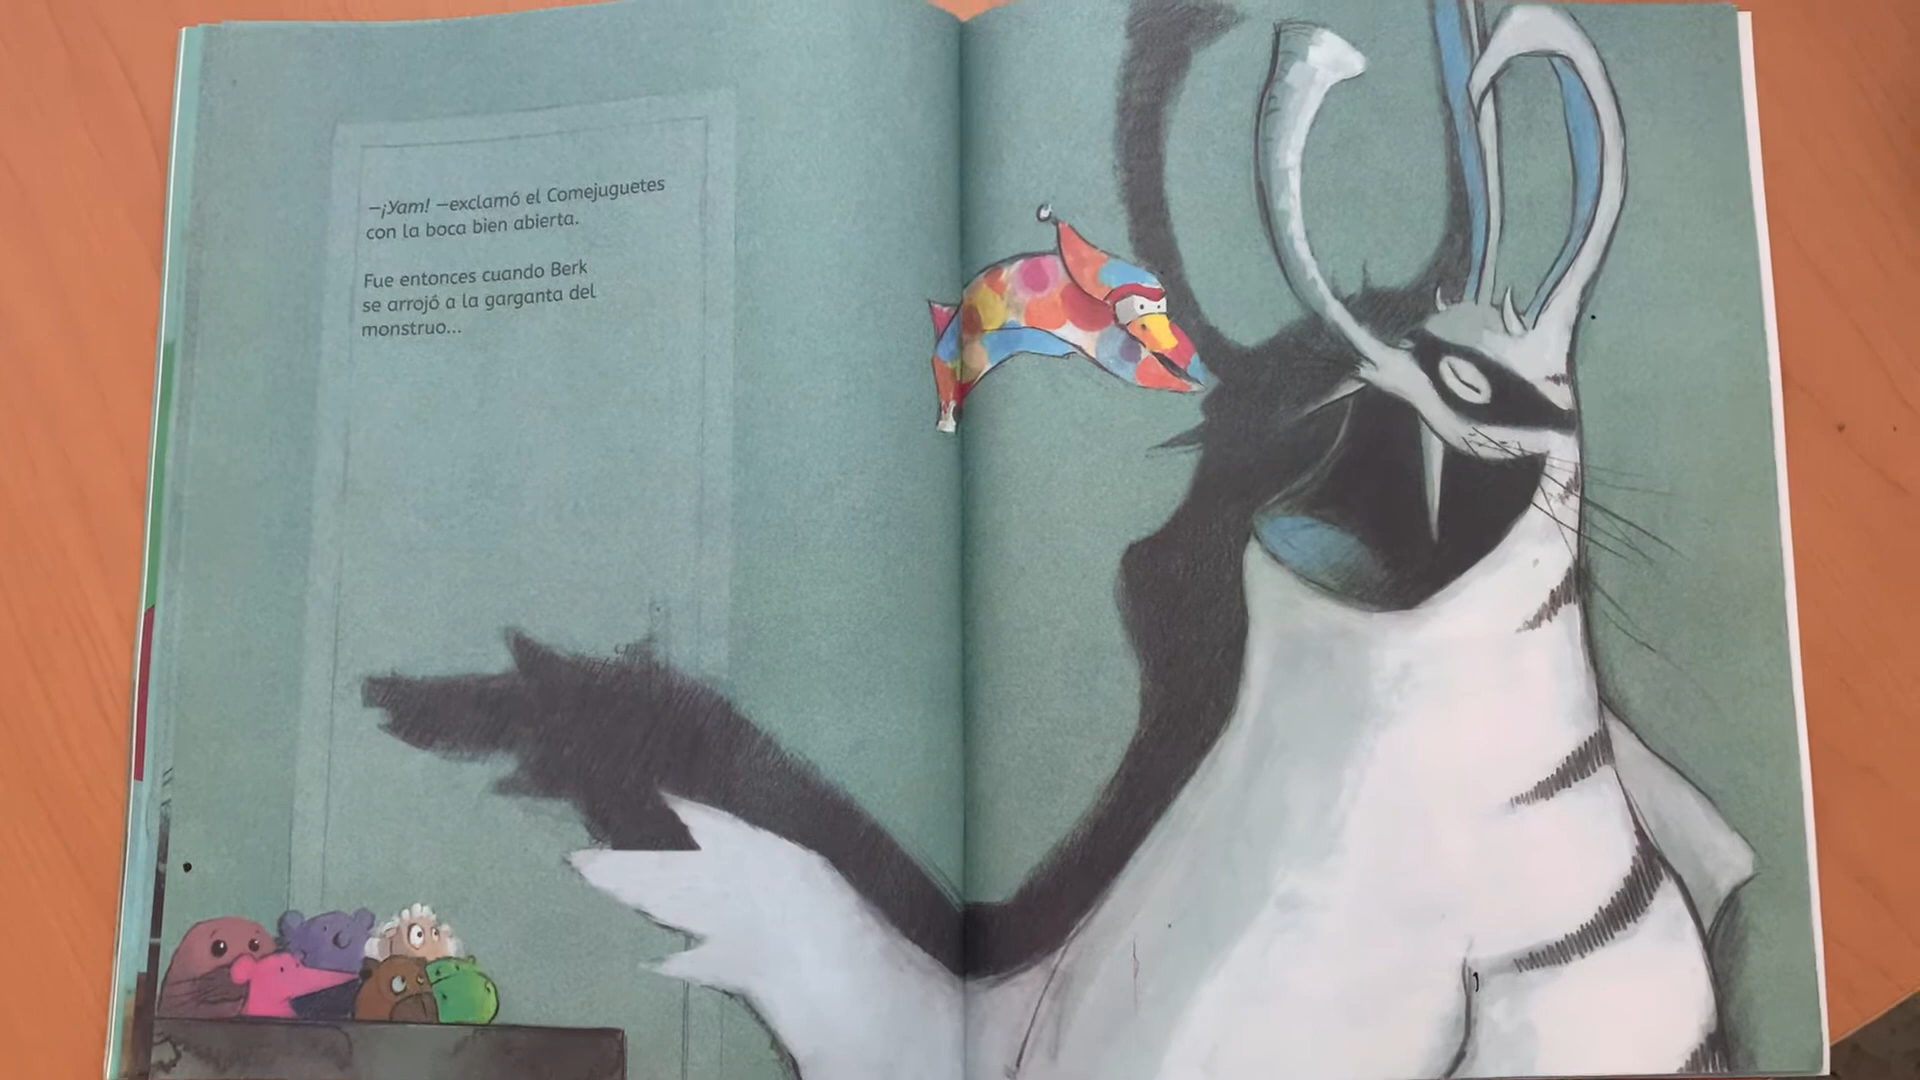 —¡Yam! —exclamó el Comejuguetes
con la boca bien abierta.
Fue entonces cuando Berk
se arrojó a la garganta del
monstruo...